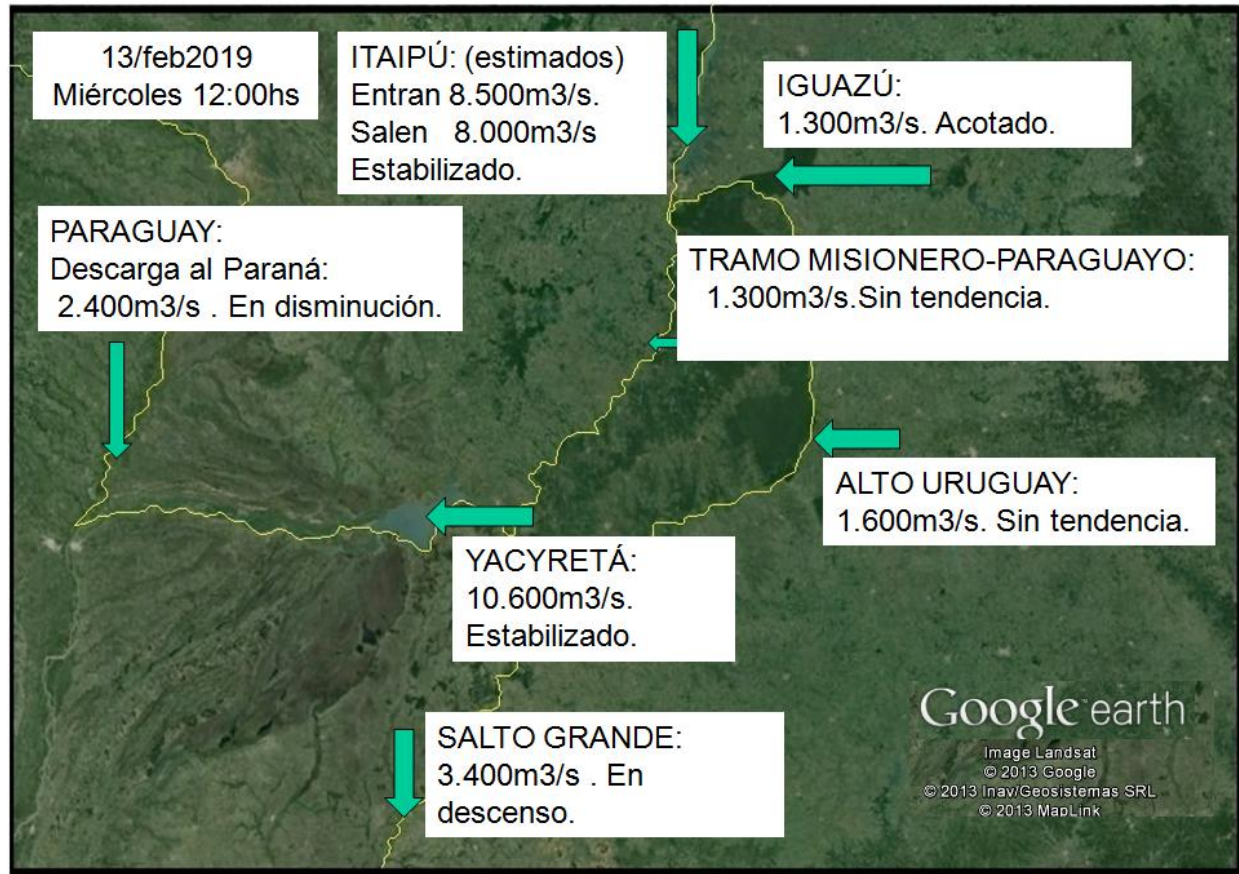 13/feb2019
Miércoles 12:00hs
ITAIPÚ: (estimados)
Entran 8.500m3/s.
Salen 8.000m3/s
Estabilizado.
IGUAZÚ:
1.300m3/s. Acotado.
PARAGUAY:
Descarga al Paraná:
2.400m3/s . En disminución.
TRAMO MISIONERO-PARAGUAYO:
1.300m3/s.Sin tendencia.
ALTO URUGUAY:
1.600m3/s. Sin tendencia.
YACYRETÁ:
10.600m3/s.
Estabilizado.
SALTO GRANDE:
3.400m3/s . En
descenso.
Google earth
Image Landsat
© 2013 Google
© 2013 Inav/Geosistemas SRL
© 2013 MapLink